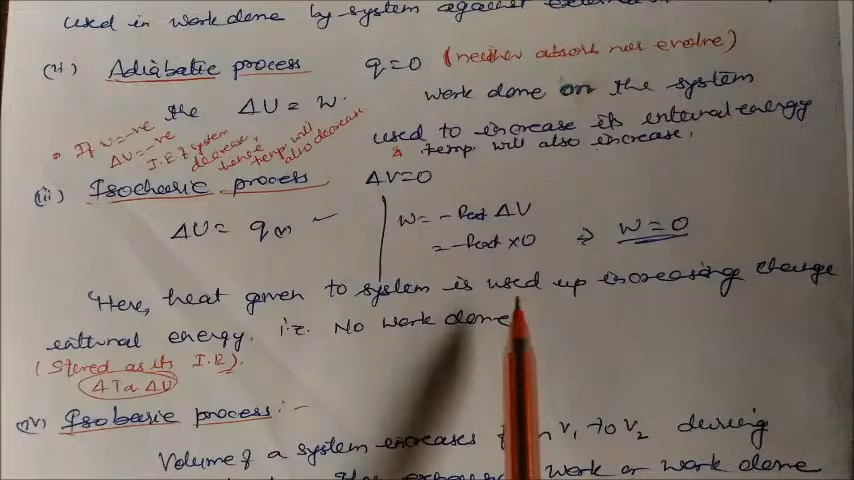 used in work done by system against
(ii) Adiabatic process q=0 (neither absorb nor evolve)
the ΔU = w. work done on the system
used to increase its internal energy
& temp. will also increase.
• If w=-ve
ΔU=-ve
I.E of system
decrease,
hence
temp. will
also decrease
(iii) Isochoric process ΔV=0
ΔU = q(v) w= -Pext ΔV
= -Pext ×0 ⇒ w=0
Here, heat given to system is used up increasing change
energy. i.e. No work done
(Stored as its I.E).
ΔT α ΔU
(iv) Isobaric process:-
Volume of a system increases V₁ to V₂ during
work or work done